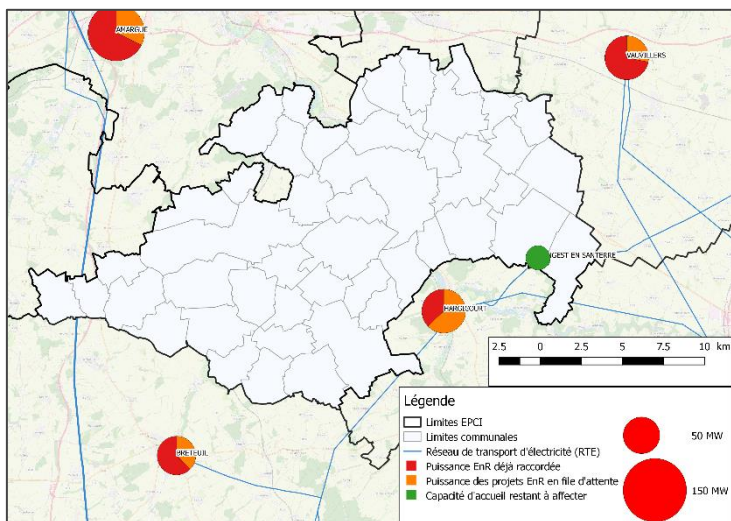 AMARGUE
VAUVILLERS
NGEST EN SANTERRE
HARGICOURT
BRETEUIL
2.5 0 2.5 5 7.5 10 km
Légende
Limites EPCI
Limites communales
Réseau de transport d'électricité (RTE)
Puissance EnR déjà raccordée
Puissance des projets EnR en file d'attente
Capacité d'accueil restant à affecter
50 MW
150 MW